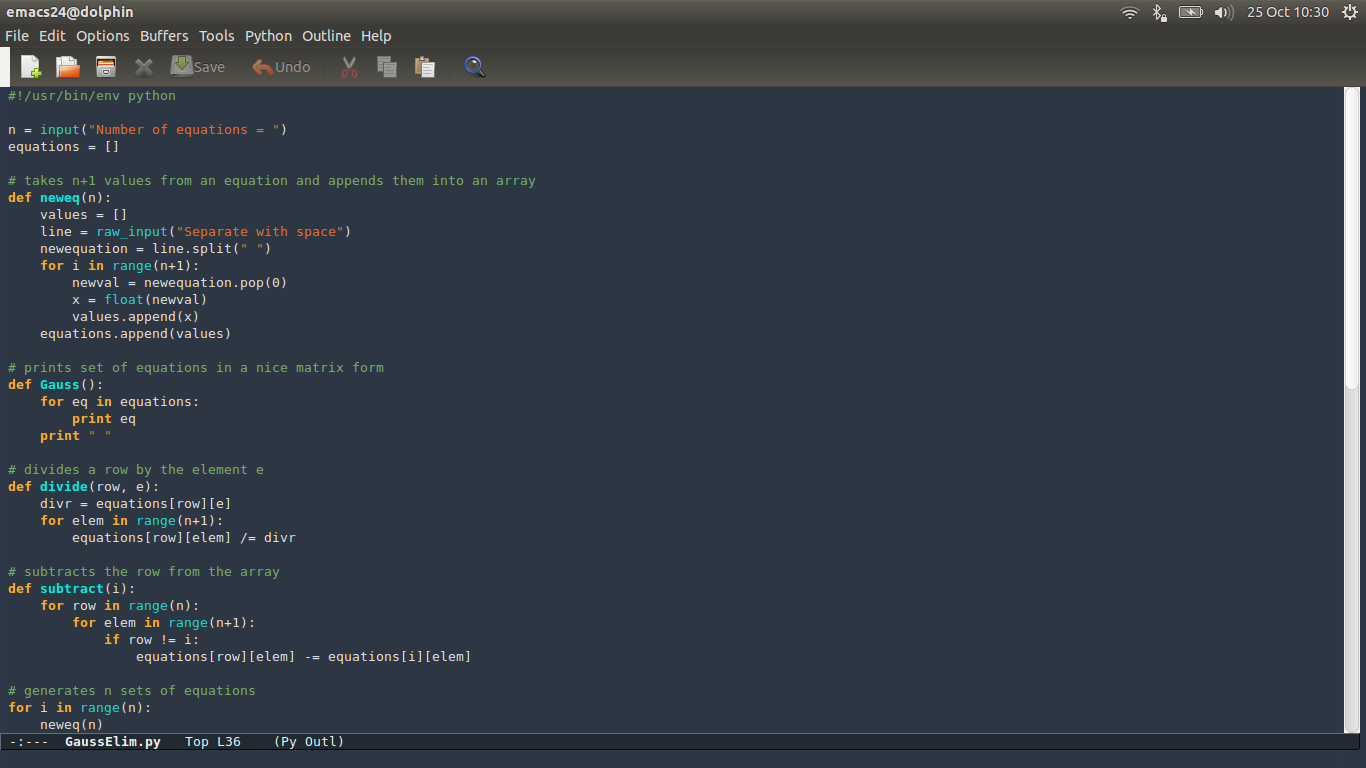 emacs24@dolphin 25 Oct 10:30
File Edit Options Buffers Tools Python Outline Help
Save Undo
#!/usr/bin/env python

n = input("Number of equations = ")
equations = []

# takes n+1 values from an equation and appends them into an array
def neweq(n):
    values = []
    line = raw_input("Separate with space")
    newequation = line.split(" ")
    for i in range(n+1):
        newval = newequation.pop(0)
        x = float(newval)
        values.append(x)
    equations.append(values)

# prints set of equations in a nice matrix form
def Gauss():
    for eq in equations:
        print eq
    print " "

# divides a row by the element e
def divide(row, e):
    divr = equations[row][e]
    for elem in range(n+1):
        equations[row][elem] /= divr

# subtracts the row from the array
def subtract(i):
    for row in range(n):
        for elem in range(n+1):
            if row != i:
                equations[row][elem] -= equations[i][elem]

# generates n sets of equations
for i in range(n):
    neweq(n)
-:--- GaussElim.py Top L36 (Py Outl)